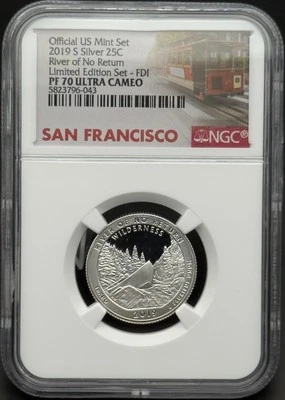 Official US Mint Set
2019 S Silver 25C
River of No Return
Limited Edition Set - FDI
PF 70 ULTRA CAMEO
5823796-043
SAN FRANCISCO
NGC
RIVER OF NO RETURN
WILDERNESS
2019